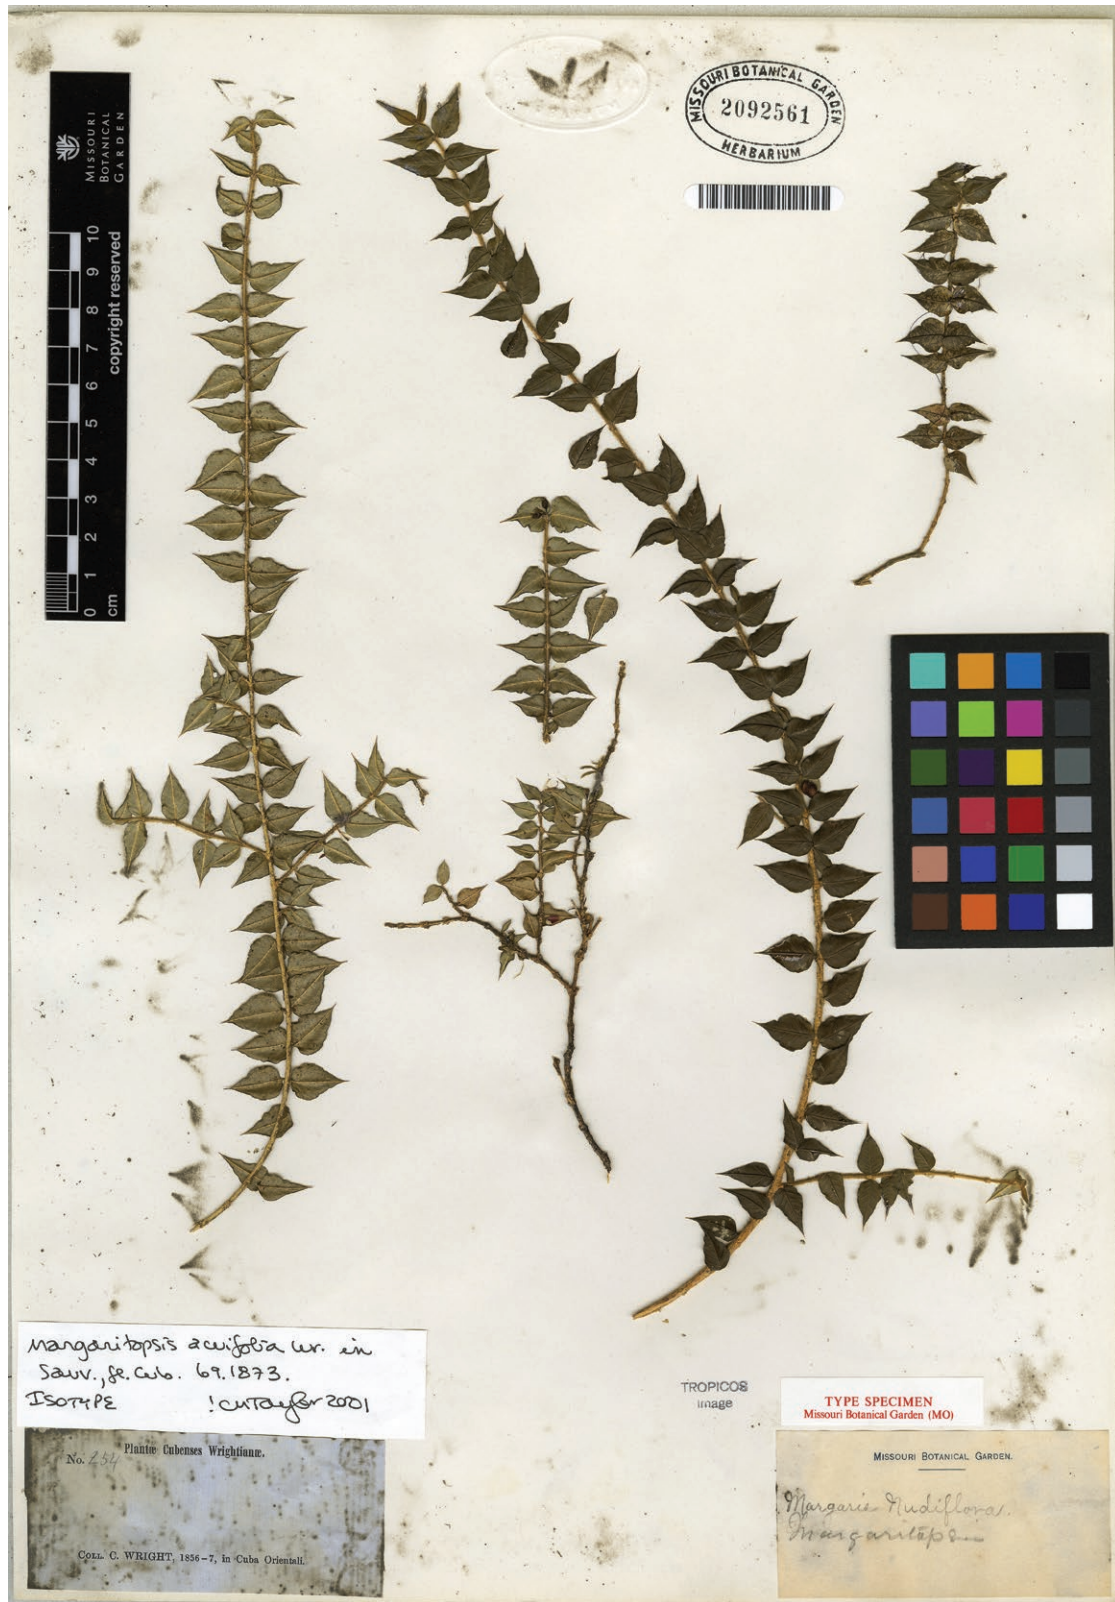 MISSOURI BOTANICAL GARDEN
2092561
HERBARIUM
MISSOURI
BOTANICAL
GARDEN
copyright reserved
10
9
8
7
6
5
4
3
2
1
0
cm
Margaritopsis acuifolia Wr. in
Sauv., Fl. Cub. 69. 1873.
ISOTYPE ! CMTaylor 2001
Plantæ Cubenses Wrightianæ.
No. 254
COLL. C. WRIGHT, 1856-7, in Cuba Orientali.
TROPICOS
image
TYPE SPECIMEN
Missouri Botanical Garden (MO)
MISSOURI BOTANICAL GARDEN.
Margaris Nudiflora.